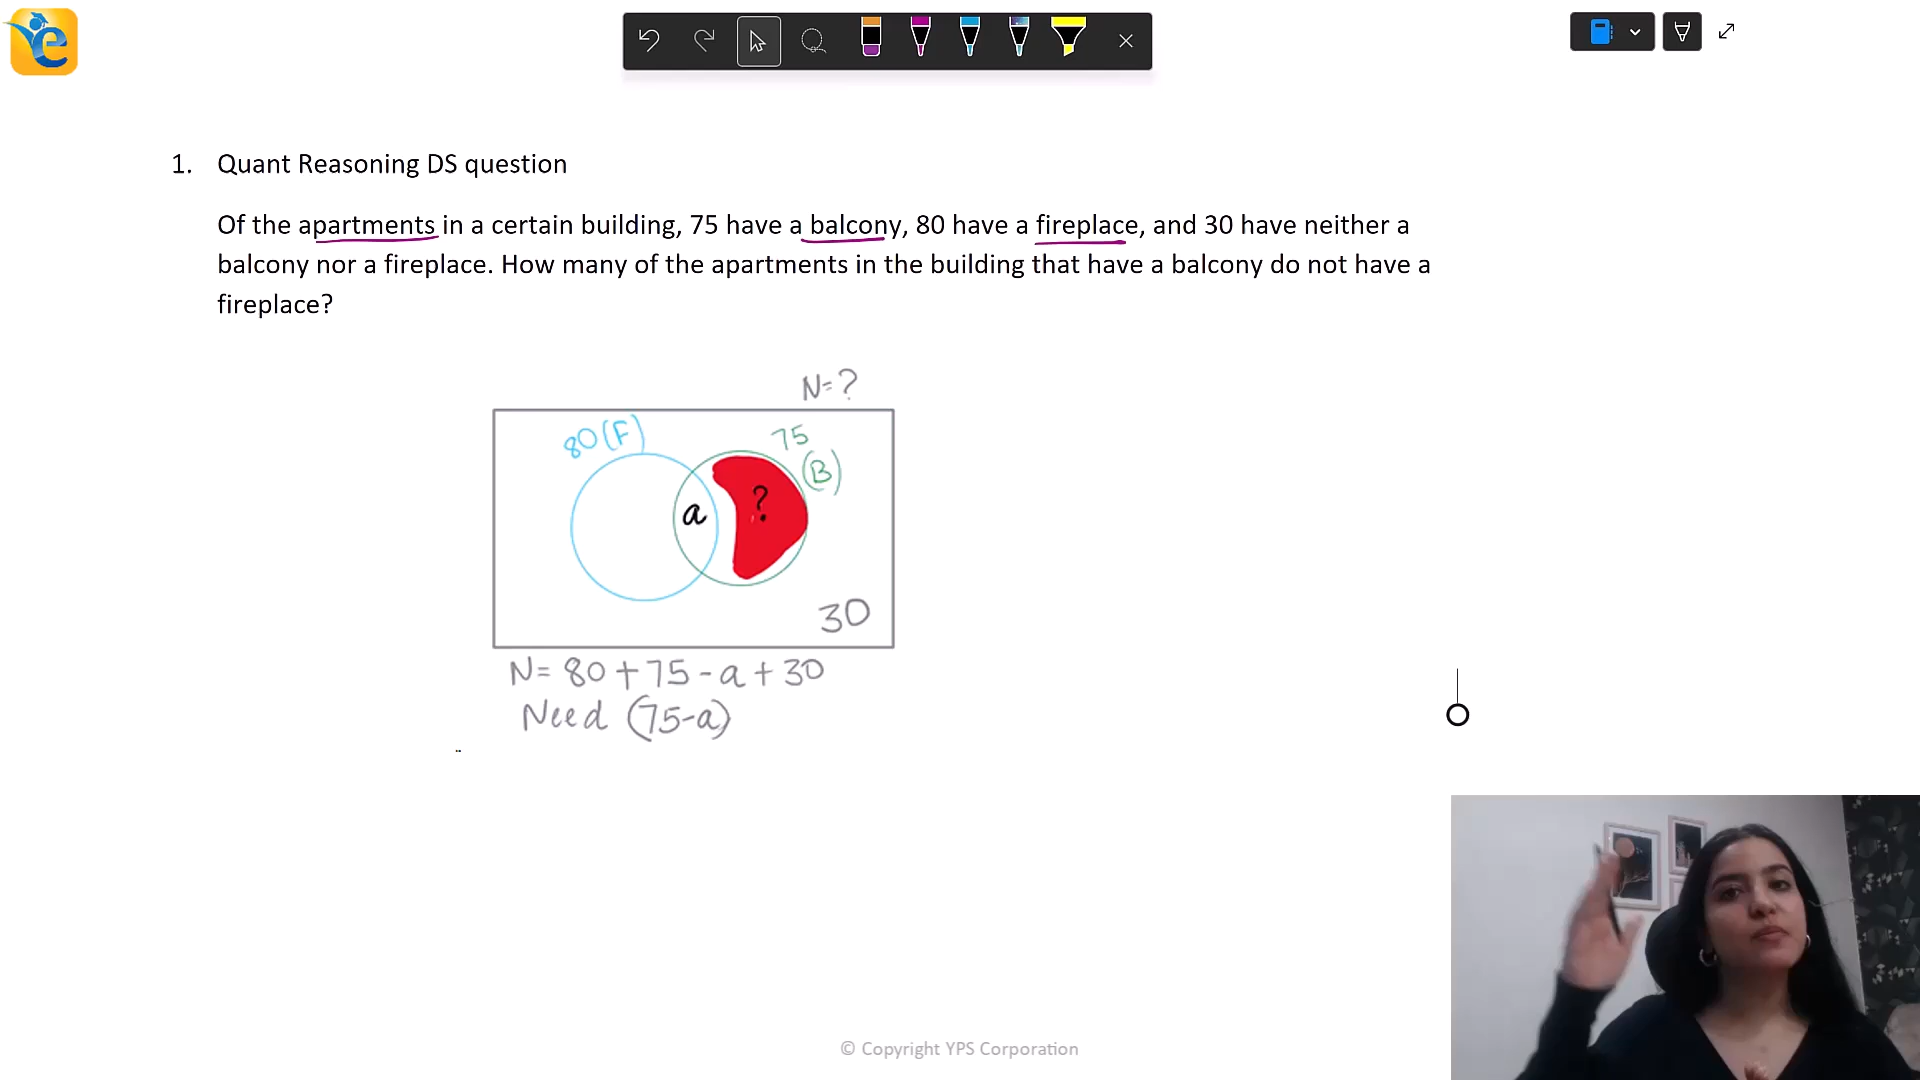 1. Quant Reasoning DS question
Of the apartments in a certain building, 75 have a balcony, 80 have a fireplace, and 30 have neither a
balcony nor a fireplace. How many of the apartments in the building that have a balcony do not have a
fireplace?
N=?
80(F)
75
(B)
a
?
30
N= 80+75-a+30
Need (75-a)
© Copyright YPS Corporation